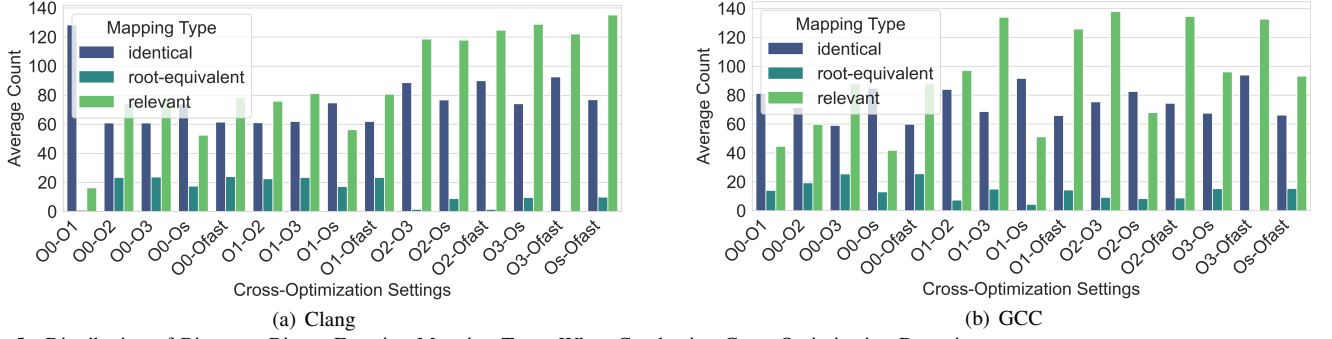 140
120
100
80
60
40
20
0
Average Count
Mapping Type
identical
root-equivalent
relevant
O0-O1
O0-O2
O0-O3
O0-Os
O0-Ofast
O1-O2
O1-O3
O1-Os
O1-Ofast
O2-O3
O2-Os
O2-Ofast
O3-Os
O3-Ofast
Os-Ofast
Cross-Optimization Settings
(a) Clang
140
120
100
80
60
40
20
0
Average Count
Mapping Type
identical
root-equivalent
relevant
O0-O1
O0-O2
O0-O3
O0-Os
O0-Ofast
O1-O2
O1-O3
O1-Os
O1-Ofast
O2-O3
O2-Os
O2-Ofast
O3-Os
O3-Ofast
Os-Ofast
Cross-Optimization Settings
(b) GCC